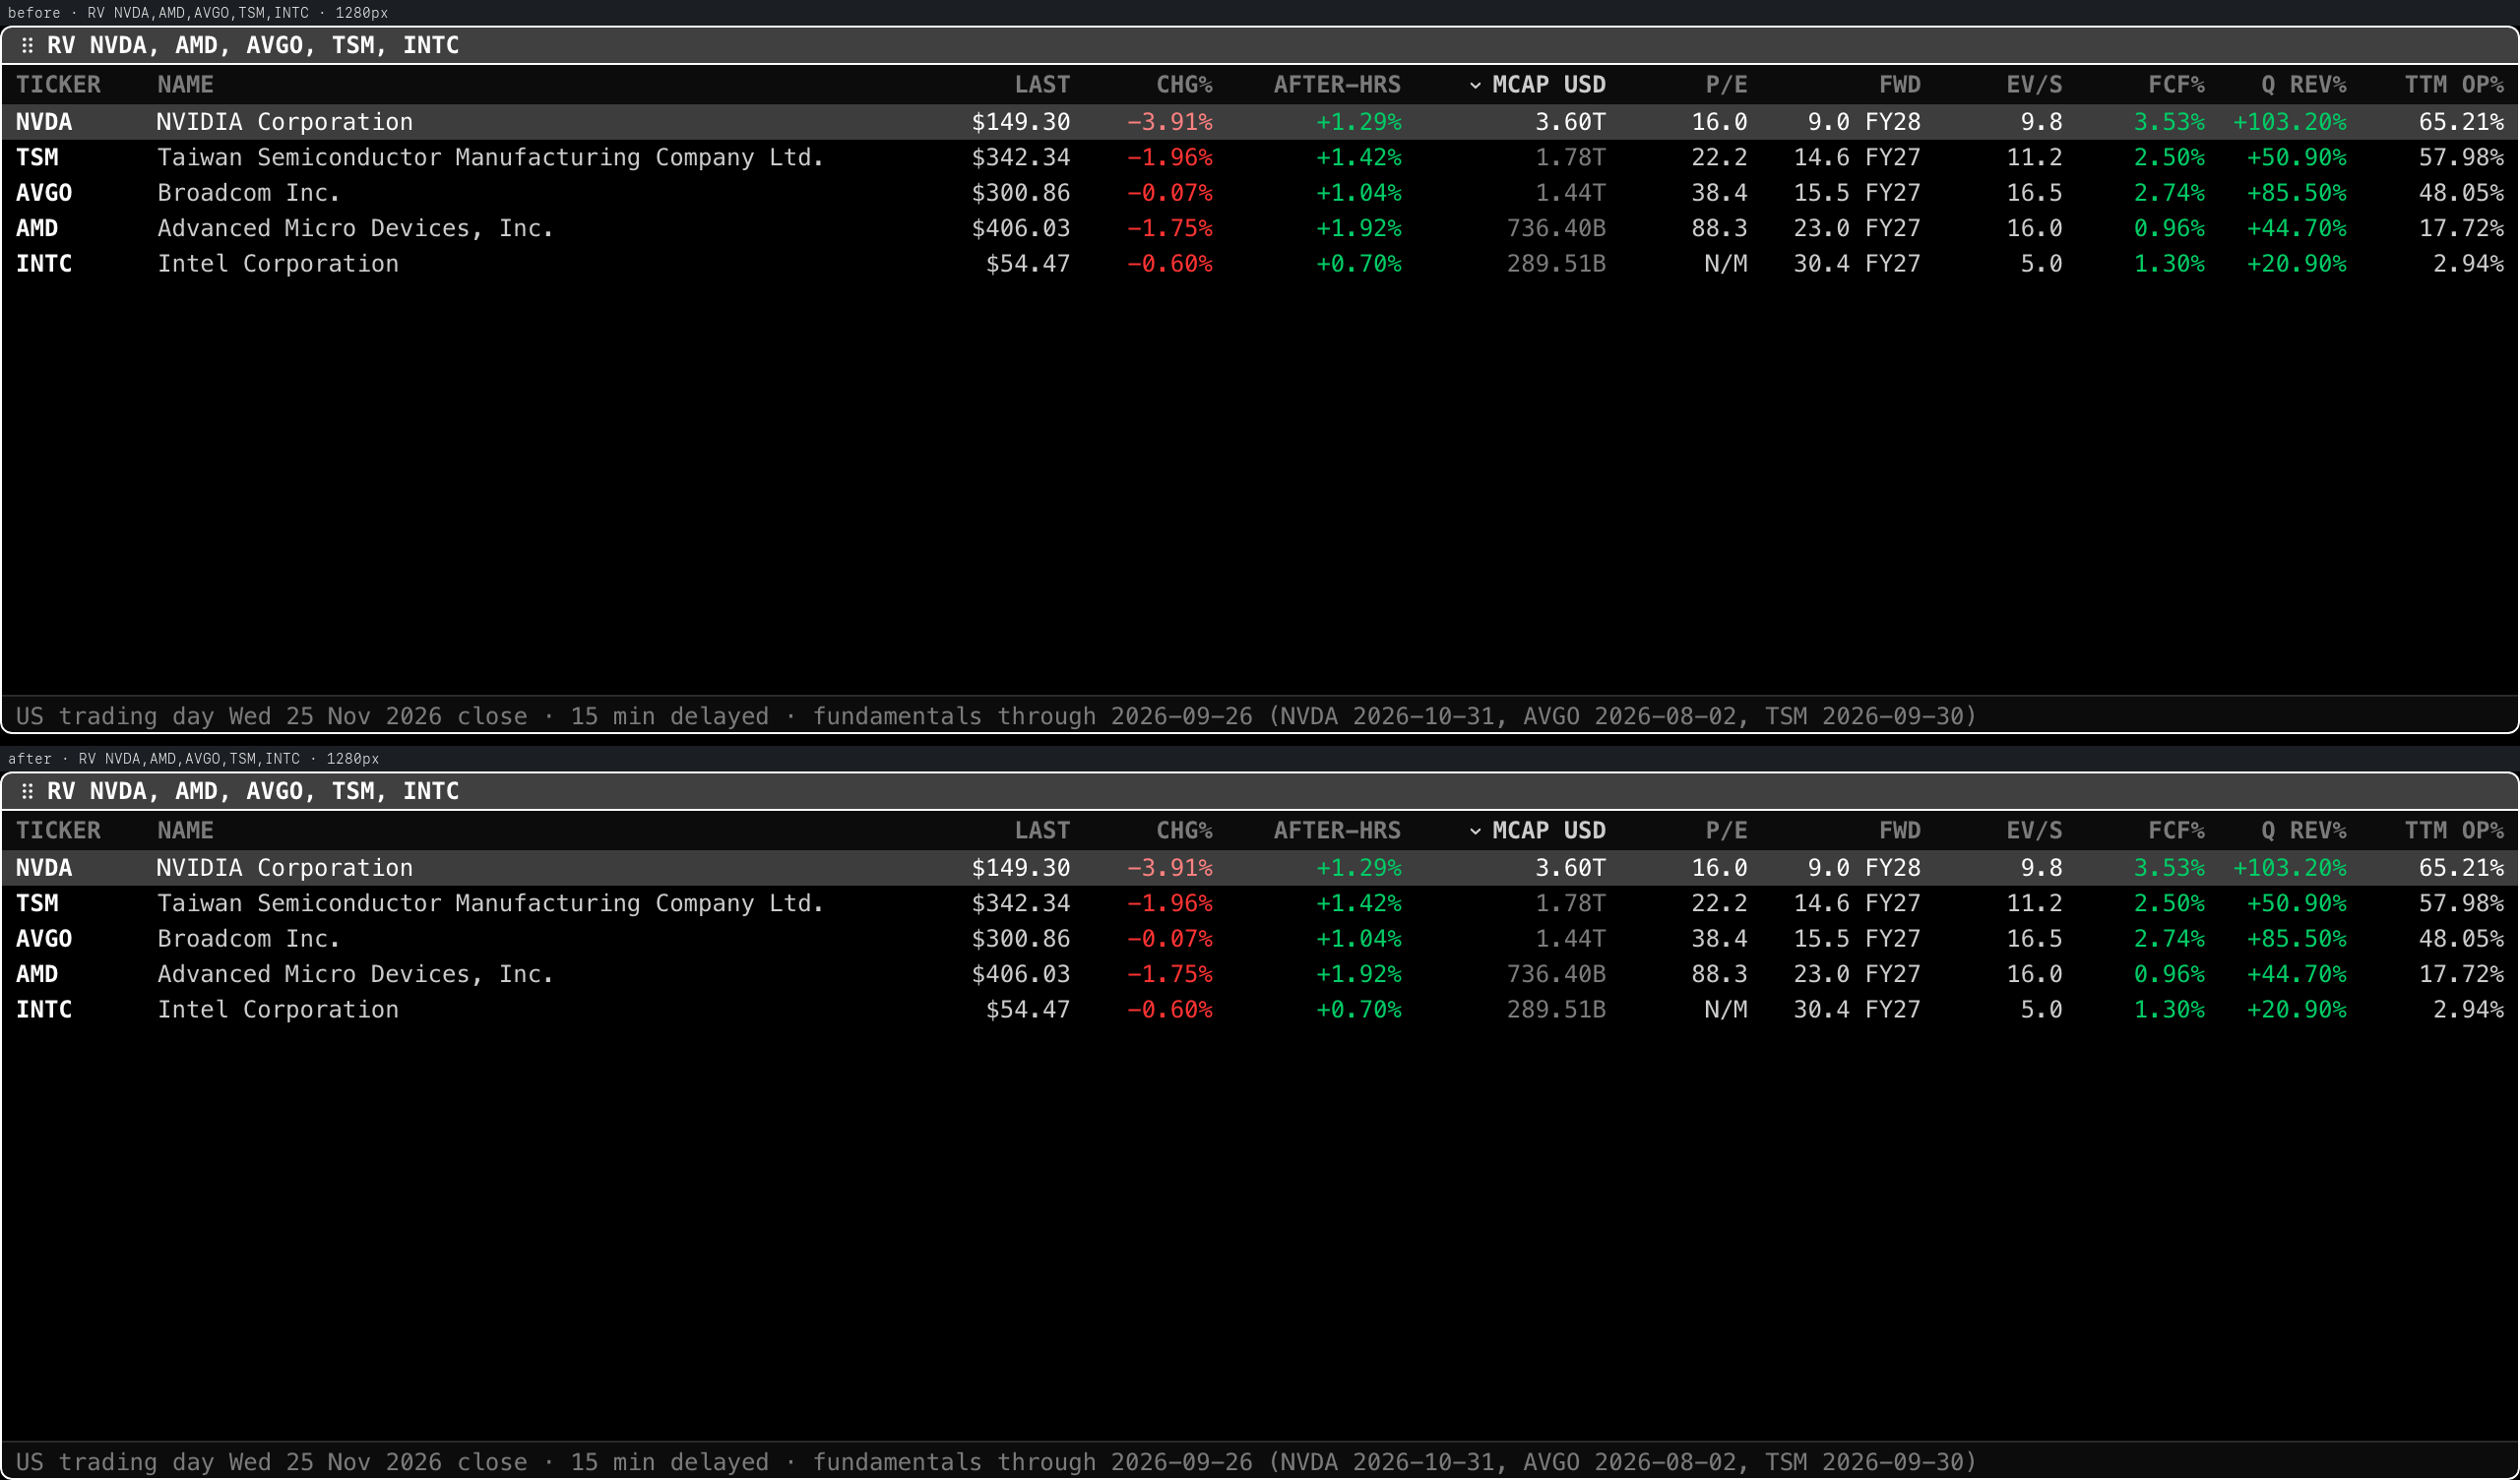 before · RV NVDA,AMD,AVGO,TSM,INTC · 1280px
RV NVDA, AMD, AVGO, TSM, INTC
TICKER NAME LAST CHG% AFTER-HRS MCAP USD P/E FWD EV/S FCF% Q REV% TTM OP%
NVDA NVIDIA Corporation $149.30 -3.91% +1.29% 3.60T 16.0 9.0 FY28 9.8 3.53% +103.20% 65.21%
TSM Taiwan Semiconductor Manufacturing Company Ltd. $342.34 -1.96% +1.42% 1.78T 22.2 14.6 FY27 11.2 2.50% +50.90% 57.98%
AVGO Broadcom Inc. $300.86 -0.07% +1.04% 1.44T 38.4 15.5 FY27 16.5 2.74% +85.50% 48.05%
AMD Advanced Micro Devices, Inc. $406.03 -1.75% +1.92% 736.40B 88.3 23.0 FY27 16.0 0.96% +44.70% 17.72%
INTC Intel Corporation $54.47 -0.60% +0.70% 289.51B N/M 30.4 FY27 5.0 1.30% +20.90% 2.94%
US trading day Wed 25 Nov 2026 close · 15 min delayed · fundamentals through 2026-09-26 (NVDA 2026-10-31, AVGO 2026-08-02, TSM 2026-09-30)
after · RV NVDA,AMD,AVGO,TSM,INTC · 1280px
RV NVDA, AMD, AVGO, TSM, INTC
TICKER NAME LAST CHG% AFTER-HRS MCAP USD P/E FWD EV/S FCF% Q REV% TTM OP%
NVDA NVIDIA Corporation $149.30 -3.91% +1.29% 3.60T 16.0 9.0 FY28 9.8 3.53% +103.20% 65.21%
TSM Taiwan Semiconductor Manufacturing Company Ltd. $342.34 -1.96% +1.42% 1.78T 22.2 14.6 FY27 11.2 2.50% +50.90% 57.98%
AVGO Broadcom Inc. $300.86 -0.07% +1.04% 1.44T 38.4 15.5 FY27 16.5 2.74% +85.50% 48.05%
AMD Advanced Micro Devices, Inc. $406.03 -1.75% +1.92% 736.40B 88.3 23.0 FY27 16.0 0.96% +44.70% 17.72%
INTC Intel Corporation $54.47 -0.60% +0.70% 289.51B N/M 30.4 FY27 5.0 1.30% +20.90% 2.94%
US trading day Wed 25 Nov 2026 close · 15 min delayed · fundamentals through 2026-09-26 (NVDA 2026-10-31, AVGO 2026-08-02, TSM 2026-09-30)